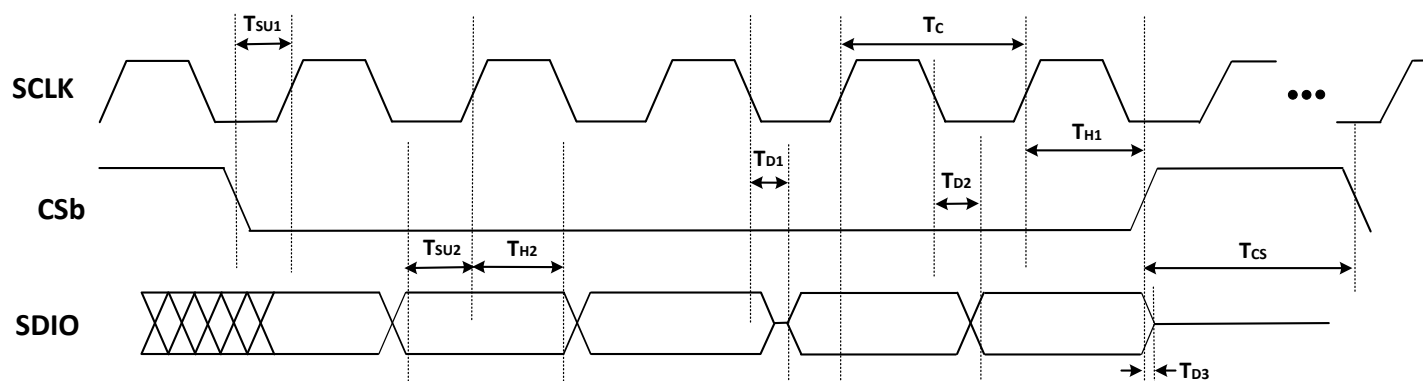 TSU1
TC
SCLK
•••
TH1
TD1
TD2
CSb
TSU2
TH2
TCS
SDIO
TD3